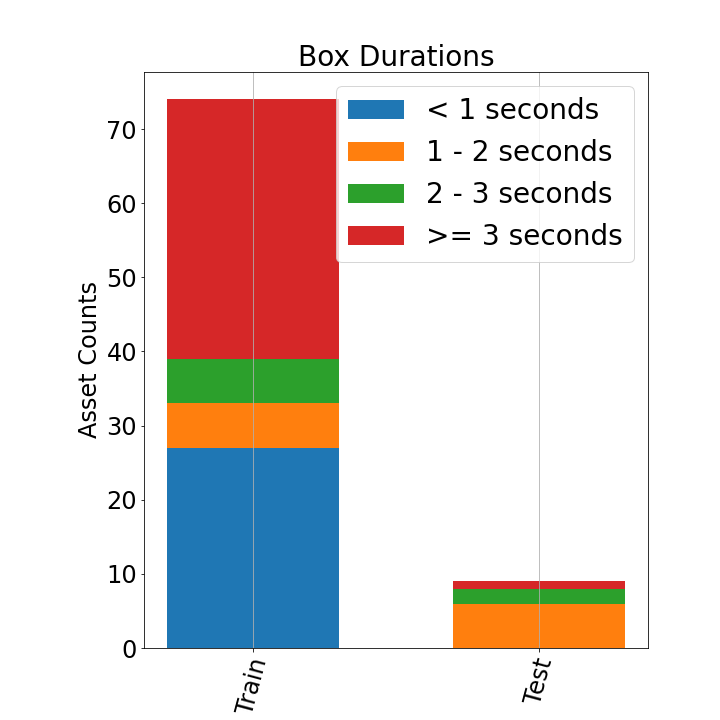 Box Durations
< 1 seconds
1 - 2 seconds
2 - 3 seconds
>= 3 seconds
Asset Counts
70
60
50
40
30
20
10
0
Train
Test